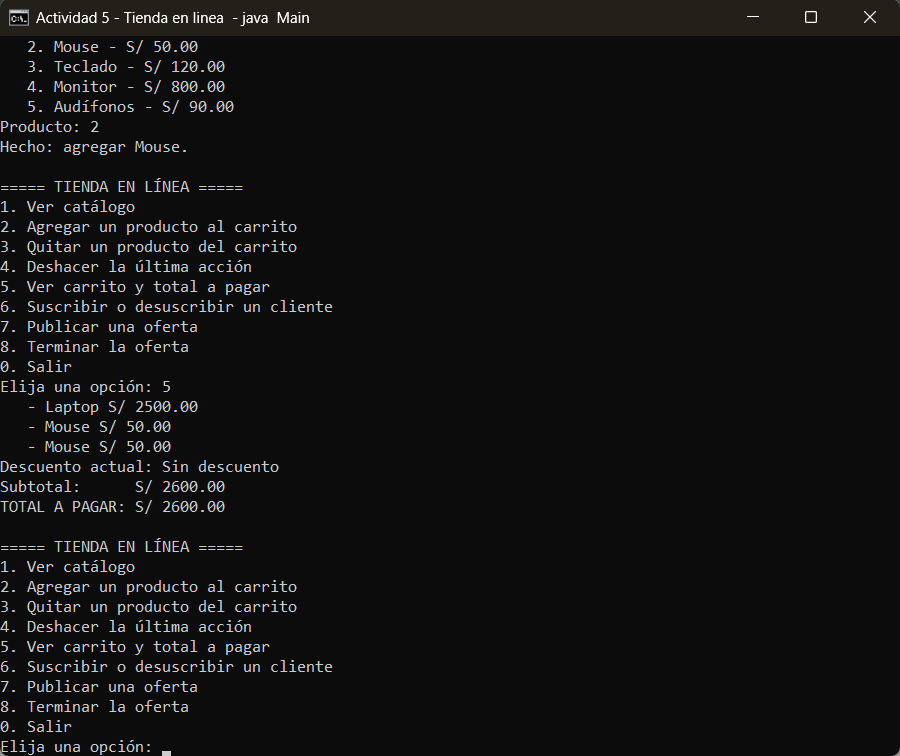 Actividad 5 - Tienda en linea  - java  Main
   2. Mouse - S/ 50.00
   3. Teclado - S/ 120.00
   4. Monitor - S/ 800.00
   5. Audífonos - S/ 90.00
Producto: 2
Hecho: agregar Mouse.

===== TIENDA EN LÍNEA =====
1. Ver catálogo
2. Agregar un producto al carrito
3. Quitar un producto del carrito
4. Deshacer la última acción
5. Ver carrito y total a pagar
6. Suscribir o desuscribir un cliente
7. Publicar una oferta
8. Terminar la oferta
0. Salir
Elija una opción: 5
   - Laptop S/ 2500.00
   - Mouse S/ 50.00
   - Mouse S/ 50.00
Descuento actual: Sin descuento
Subtotal:      S/ 2600.00
TOTAL A PAGAR: S/ 2600.00

===== TIENDA EN LÍNEA =====
1. Ver catálogo
2. Agregar un producto al carrito
3. Quitar un producto del carrito
4. Deshacer la última acción
5. Ver carrito y total a pagar
6. Suscribir o desuscribir un cliente
7. Publicar una oferta
8. Terminar la oferta
0. Salir
Elija una opción: